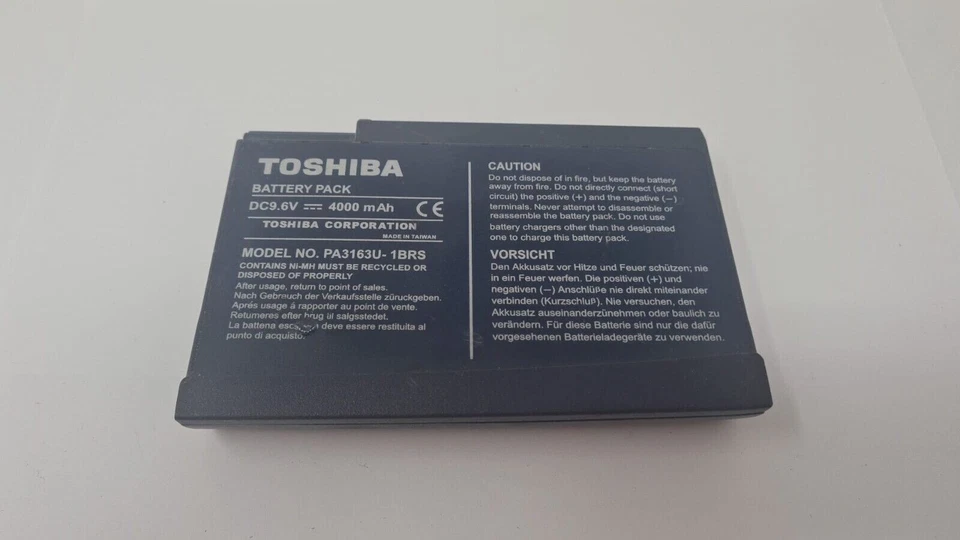 TOSHIBA
BATTERY PACK
DC9.6V ⎓ 4000 mAh CE
TOSHIBA CORPORATION
MADE IN TAIWAN
MODEL NO. PA3163U- 1BRS
CONTAINS Ni-MH MUST BE RECYCLED OR
DISPOSED OF PROPERLY
After usage, return to point of sales.
Nach Gebrauch der Verkaufsstelle züruckgeben.
Aprés usage á rapporter au point de vente.
Retumeres efter brug til salgsstedet.
La battena deve essere restituita al
punto di acquisto.
CAUTION
Do not dispose of in fire, but keep the battery
away from fire. Do not directly connect (short
circuit) the positive (+) and the negative (−)
terminals. Never attempt to disassemble or
reassemble the battery pack. Do not use
battery chargers other than the designated
one to charge this battery pack.
VORSICHT
Den Akkusatz vor Hitze und Feuer schützen; nie
in ein Feuer werfen. Die positiven (+) und
negativen (−) Anschlüße nie direkt miteinander
verbinden (Kurzschluß). Nie versuchen, den
Akkusatz auseinanderzünehmen oder baulich zu
verändern. Für diese Batterie sind nur die dafür
vorgesehenen Batterieladegeräte zu verwenden.